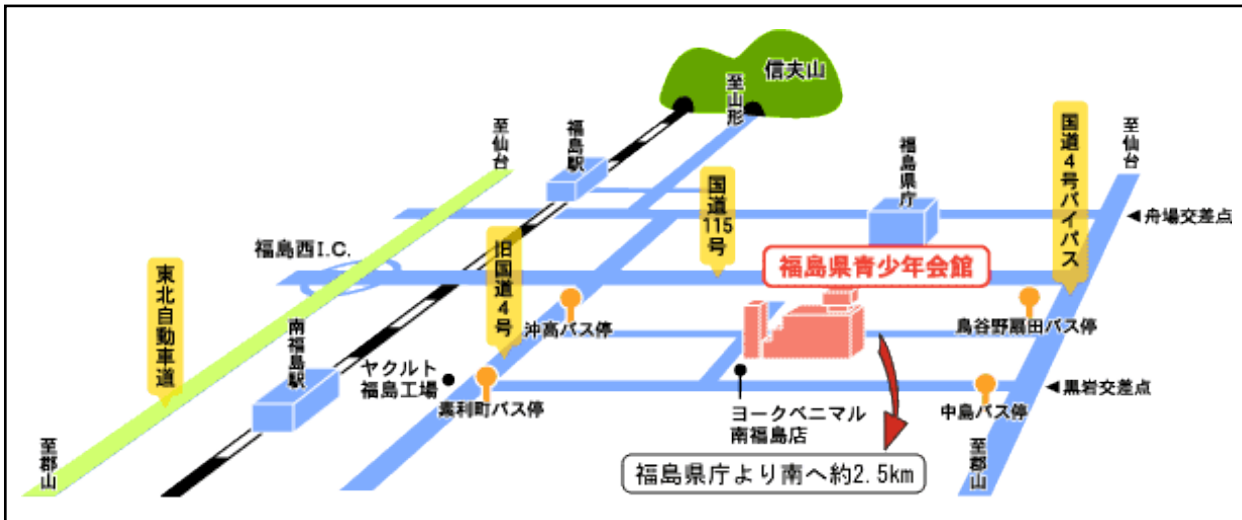 信夫山
至山形
至仙台
福島駅
福島県庁
国道4号バイパス
至仙台
舟場交差点
国道115号
福島西I.C.
旧国道4号
福島県青少年会館
東北自動車道
南福島駅
沖高バス停
鳥谷野扇田バス停
ヤクルト
福島工場
黒岩交差点
中島バス停
ヨークベニマル
南福島店
至郡山
至郡山
福島県庁より南へ約2.5km